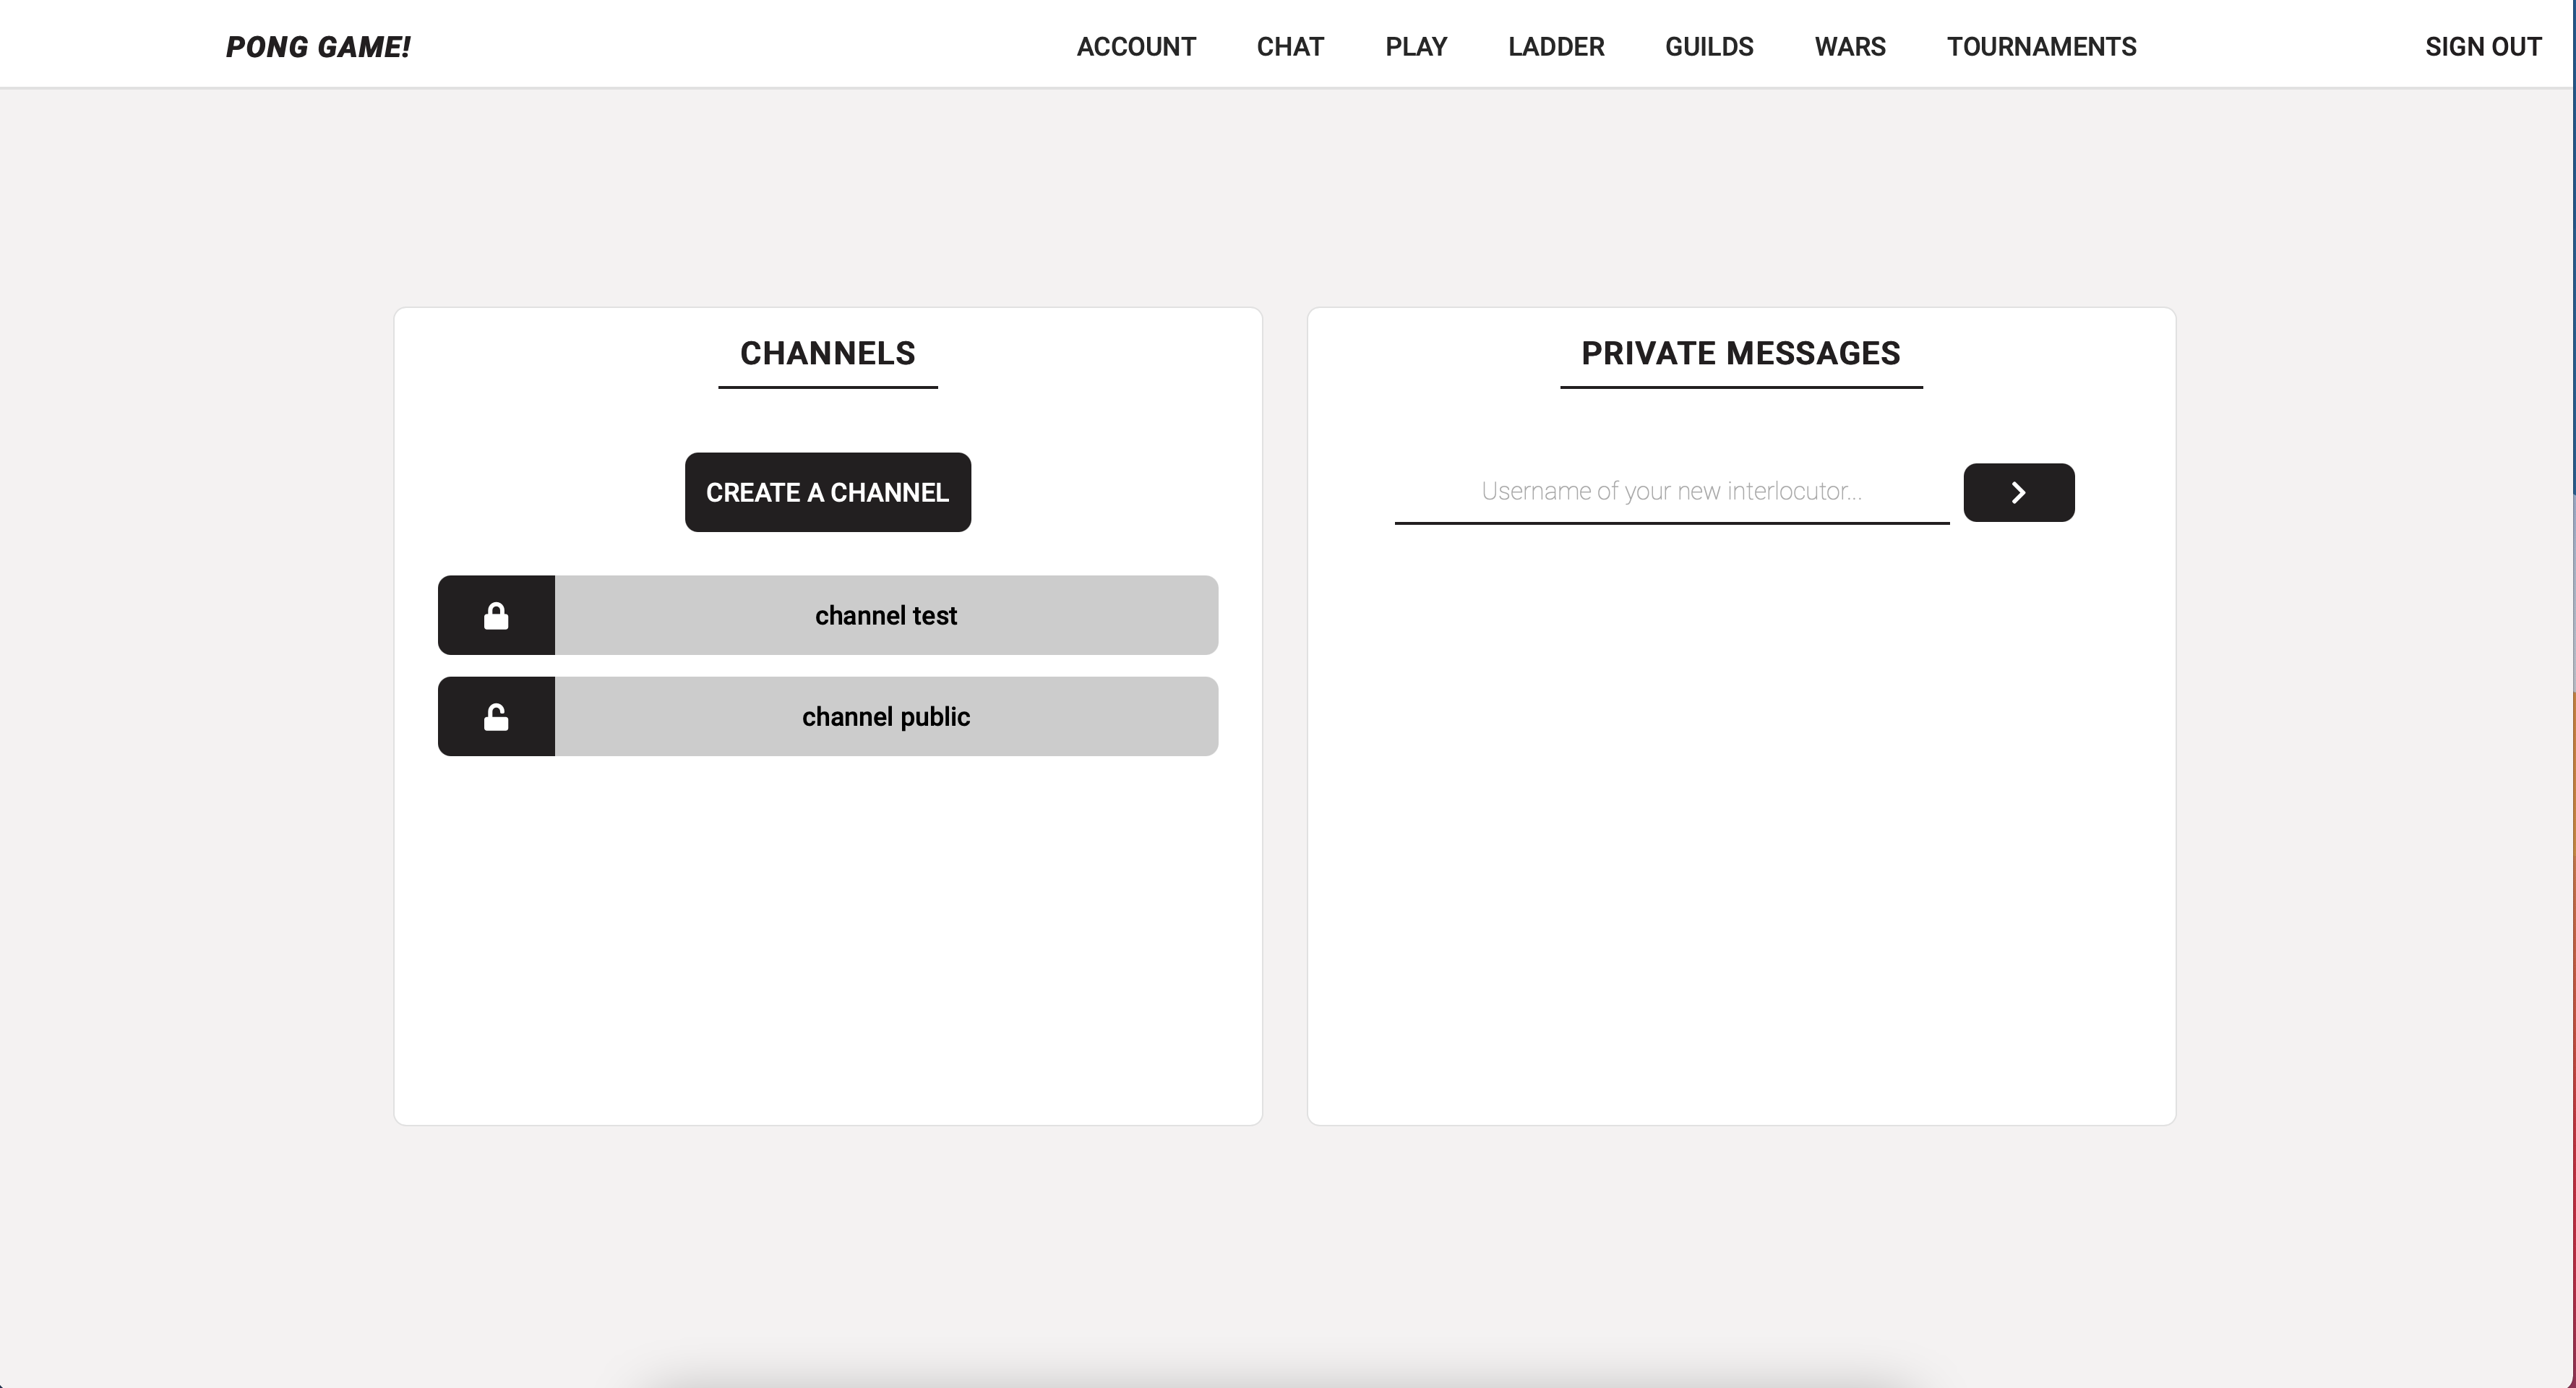 PONG GAME!
ACCOUNT CHAT PLAY LADDER GUILDS WARS TOURNAMENTS SIGN OUT
CHANNELS
CREATE A CHANNEL
channel test
channel public
PRIVATE MESSAGES
Username of your new interlocutor...